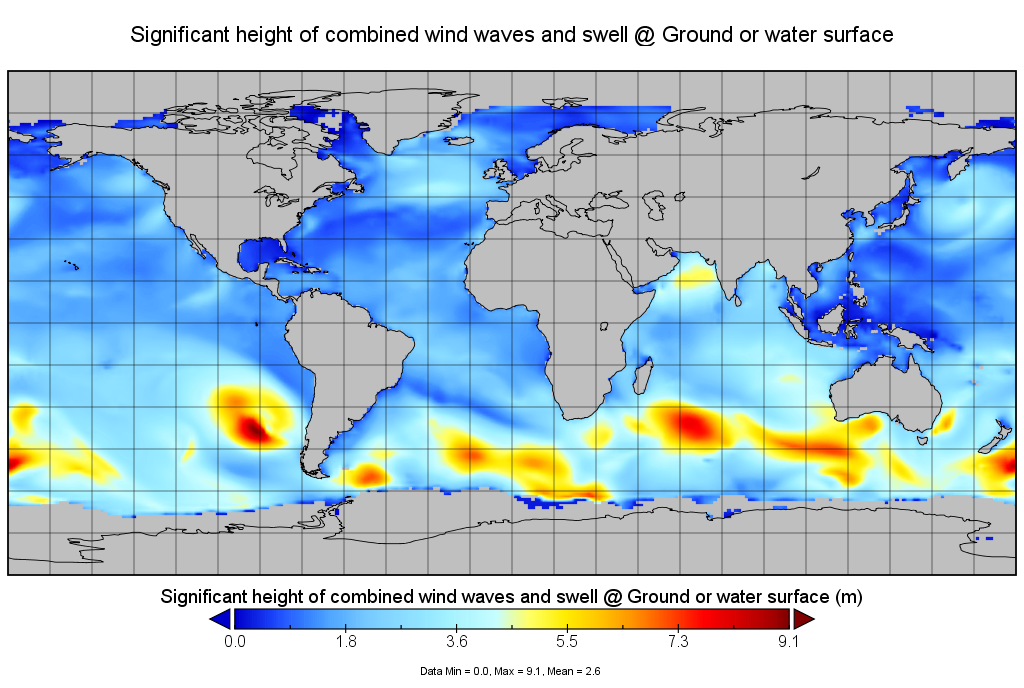 Significant height of combined wind waves and swell @ Ground or water surface
Significant height of combined wind waves and swell @ Ground or water surface (m)
0.0 1.8 3.6 5.5 7.3 9.1
Data Min = 0.0, Max = 9.1, Mean = 2.6